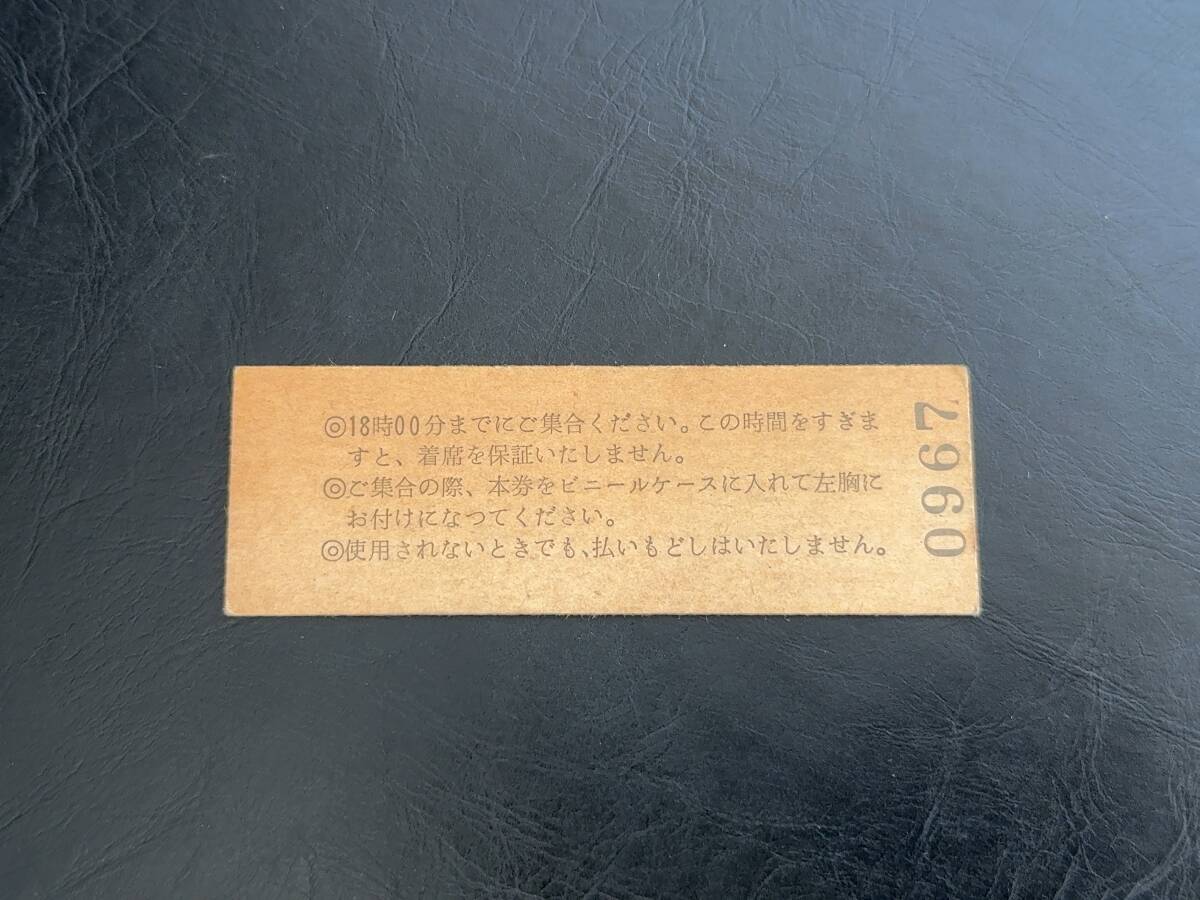 ◎18時00分までにご集合ください。この時間をすぎま
すと、着席を保証いたしません。
◎ご集合の際、本券をビニールケースに入れて左胸に
お付けになつてください。
◎使用されないときでも、払いもどしはいたしません。
0967